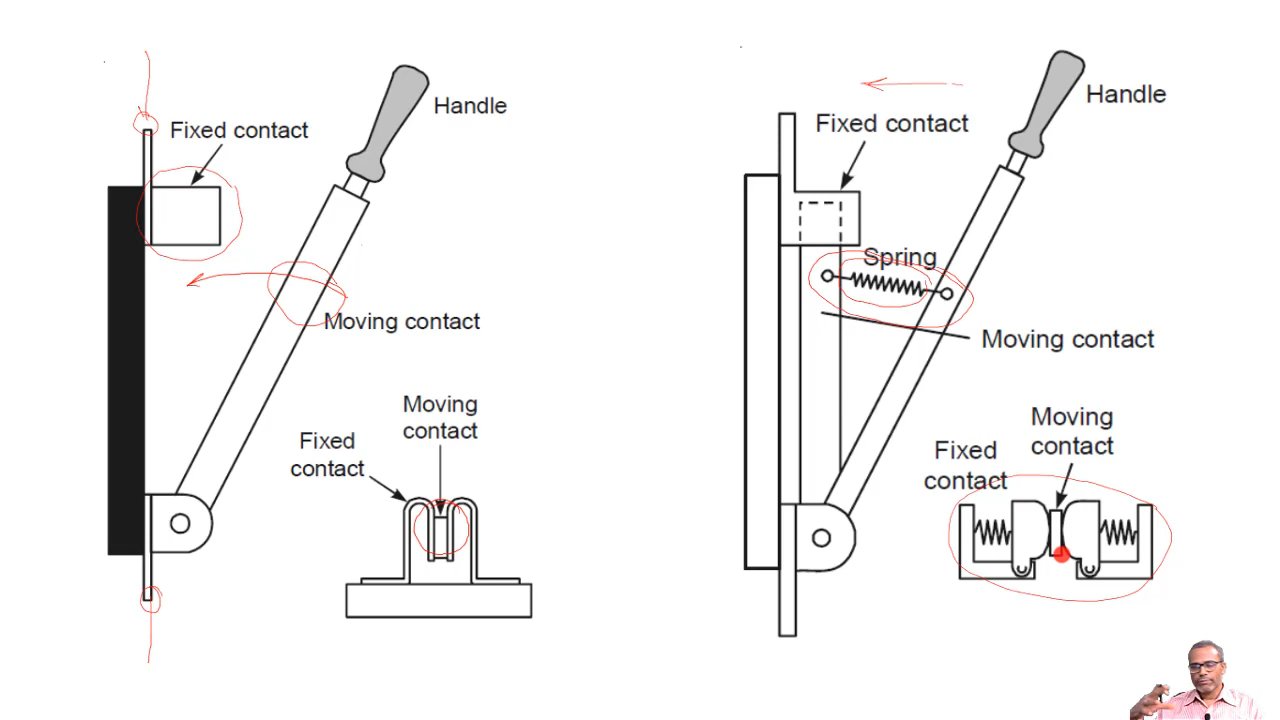 Handle
Fixed contact
Moving contact
Moving
contact
Fixed
contact
Handle
Fixed contact
Spring
Moving contact
Moving
contact
Fixed
contact